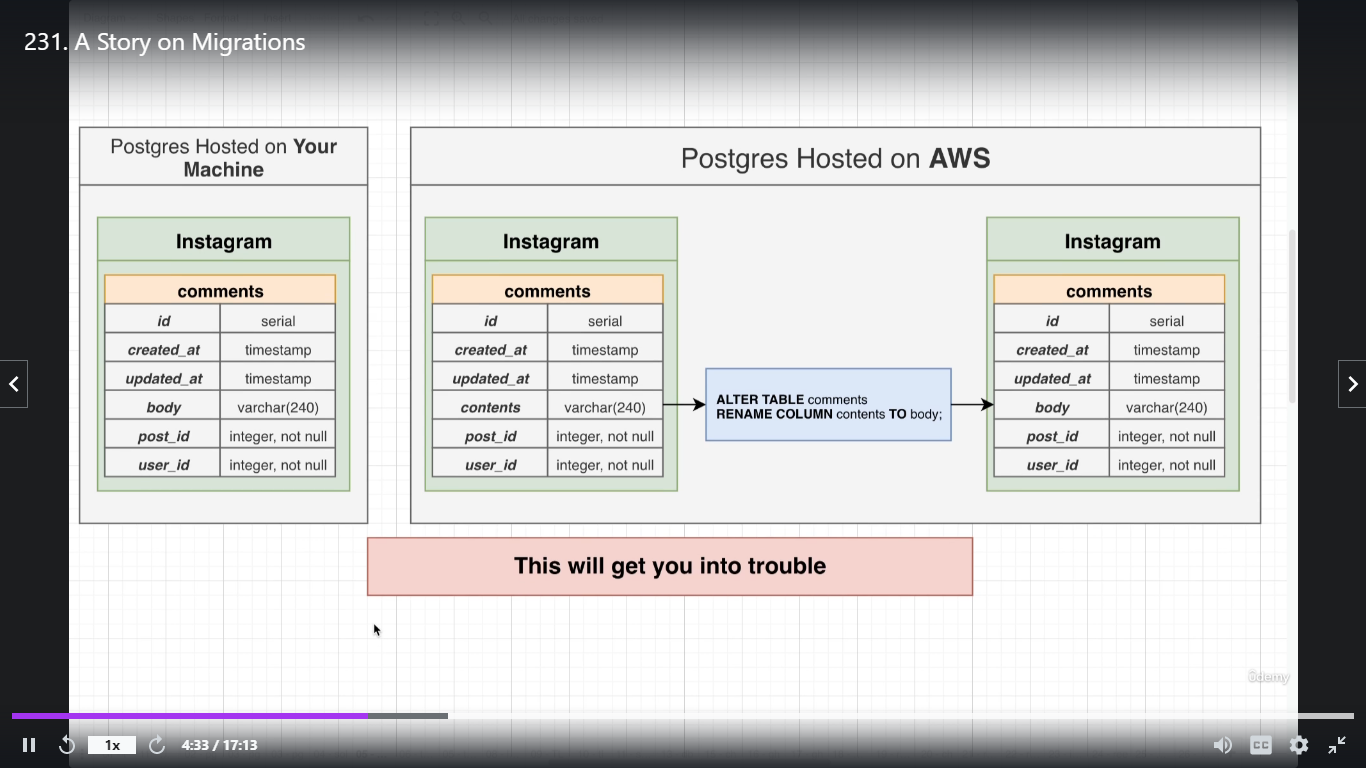 231. A Story on Migrations
Postgres Hosted on Your
Machine
Instagram
comments
id serial
created_at timestamp
updated_at timestamp
body varchar(240)
post_id integer, not null
user_id integer, not null
Postgres Hosted on AWS
Instagram
comments
id serial
created_at timestamp
updated_at timestamp
contents varchar(240)
post_id integer, not null
user_id integer, not null
ALTER TABLE comments
RENAME COLUMN contents TO body;
Instagram
comments
id serial
created_at timestamp
updated_at timestamp
body varchar(240)
post_id integer, not null
user_id integer, not null
This will get you into trouble
ûdemy
1x
4:33 / 17:13
CC